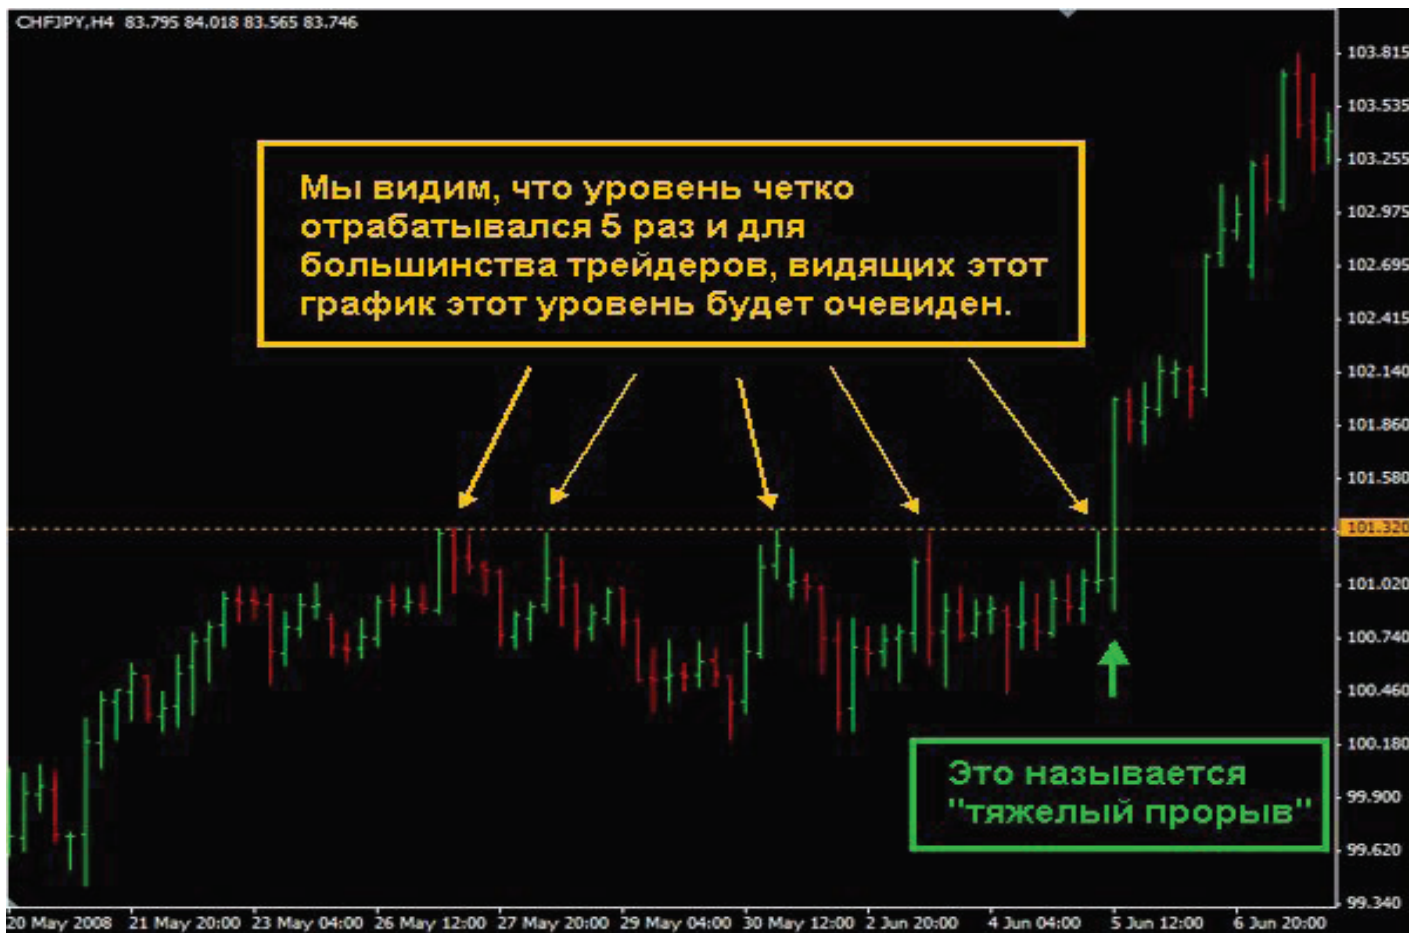 CHFJPY,H4 83.795 84.018 83.565 83.746
Мы видим, что уровень четко
отрабатывался 5 раз и для
большинства трейдеров, видящих этот
график этот уровень будет очевиден.
Это называется
"тяжелый прорыв"
103.815
103.535
103.255
102.975
102.695
102.415
102.140
101.860
101.580
101.320
101.020
100.740
100.460
100.180
99.900
99.620
99.340
20 May 2008 21 May 20:00 23 May 04:00 26 May 12:00 27 May 20:00 29 May 04:00 30 May 12:00 2 Jun 20:00 4 Jun 04:00 5 Jun 12:00 6 Jun 20:00